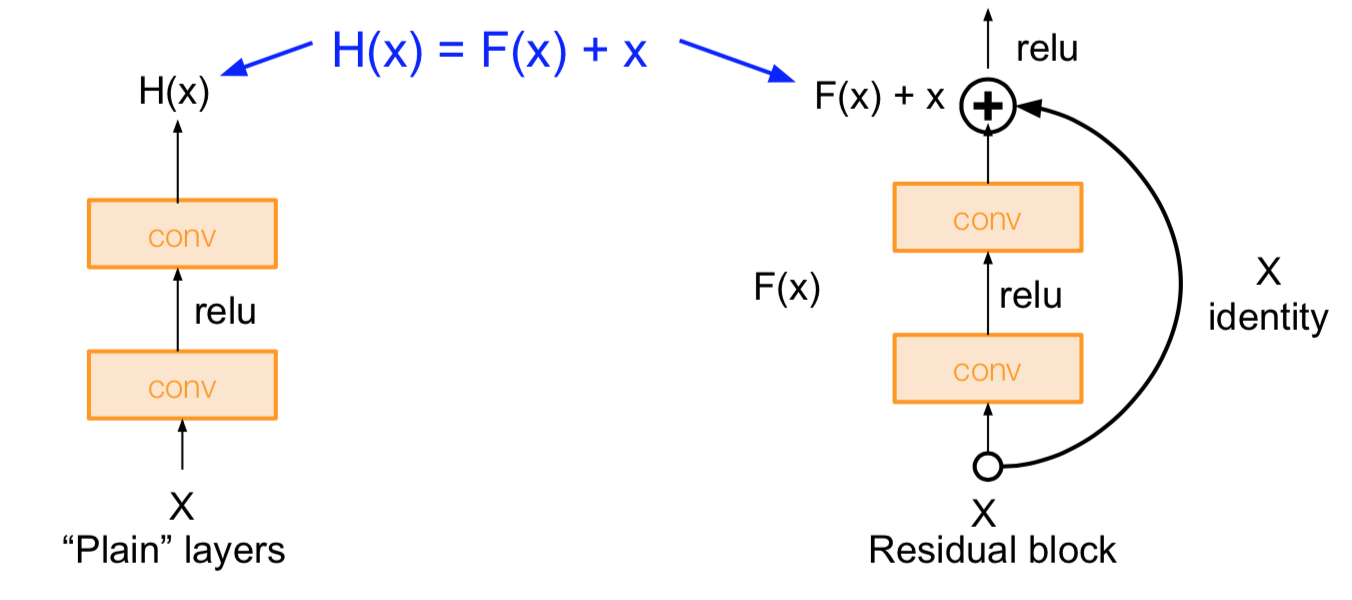 H(x) = F(x) + x
H(x)
conv
relu
conv
X
“Plain” layers
relu
F(x) + x
+
conv
F(x)
relu
conv
X
identity
X
Residual block